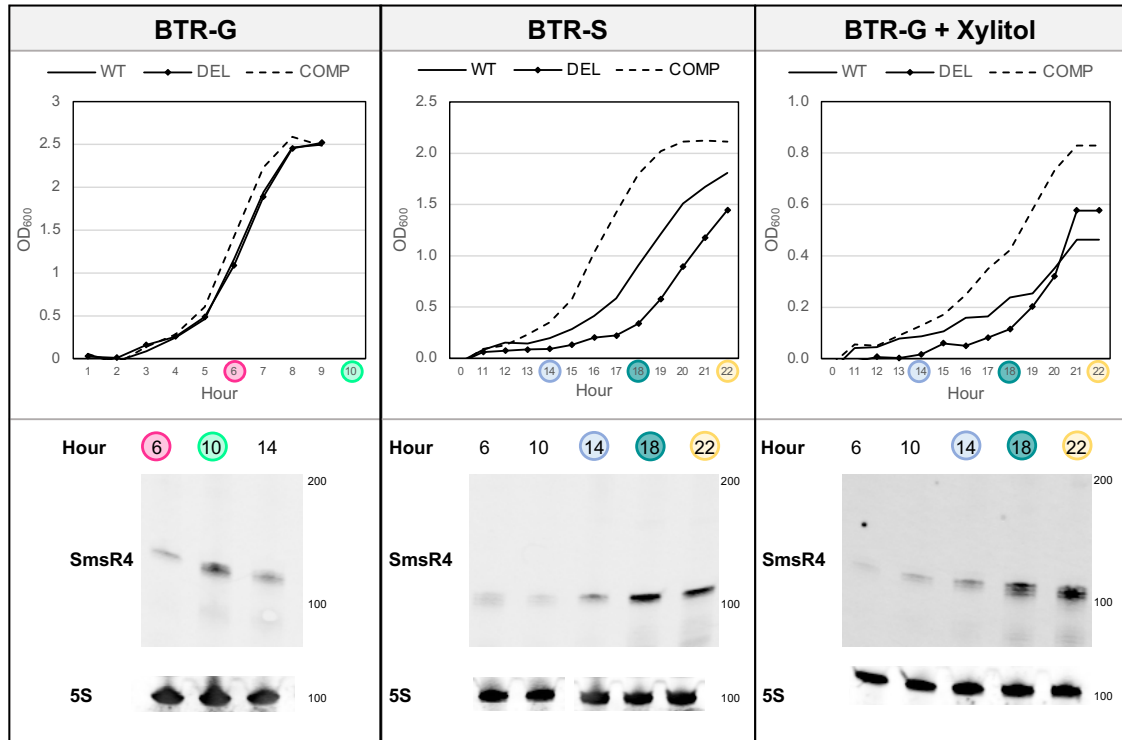 BTR-G
BTR-S
BTR-G + Xylitol
WT DEL COMP
WT DEL COMP
WT DEL COMP
3
2.5
2
1.5
1
0.5
0
OD600
1 2 3 4 5 6 7 8 9 10
Hour
2.5
2.0
1.5
1.0
0.5
0.0
OD600
0 11 12 13 14 15 16 17 18 19 20 21 22
Hour
1.0
0.8
0.6
0.4
0.2
0.0
OD600
0 11 12 13 14 15 16 17 18 19 20 21 22
Hour
Hour 6 10 14
200
SmsR4
100
5S
100
Hour 6 10 14 18 22
200
SmsR4
100
5S
100
Hour 6 10 14 18 22
200
SmsR4
100
5S
100